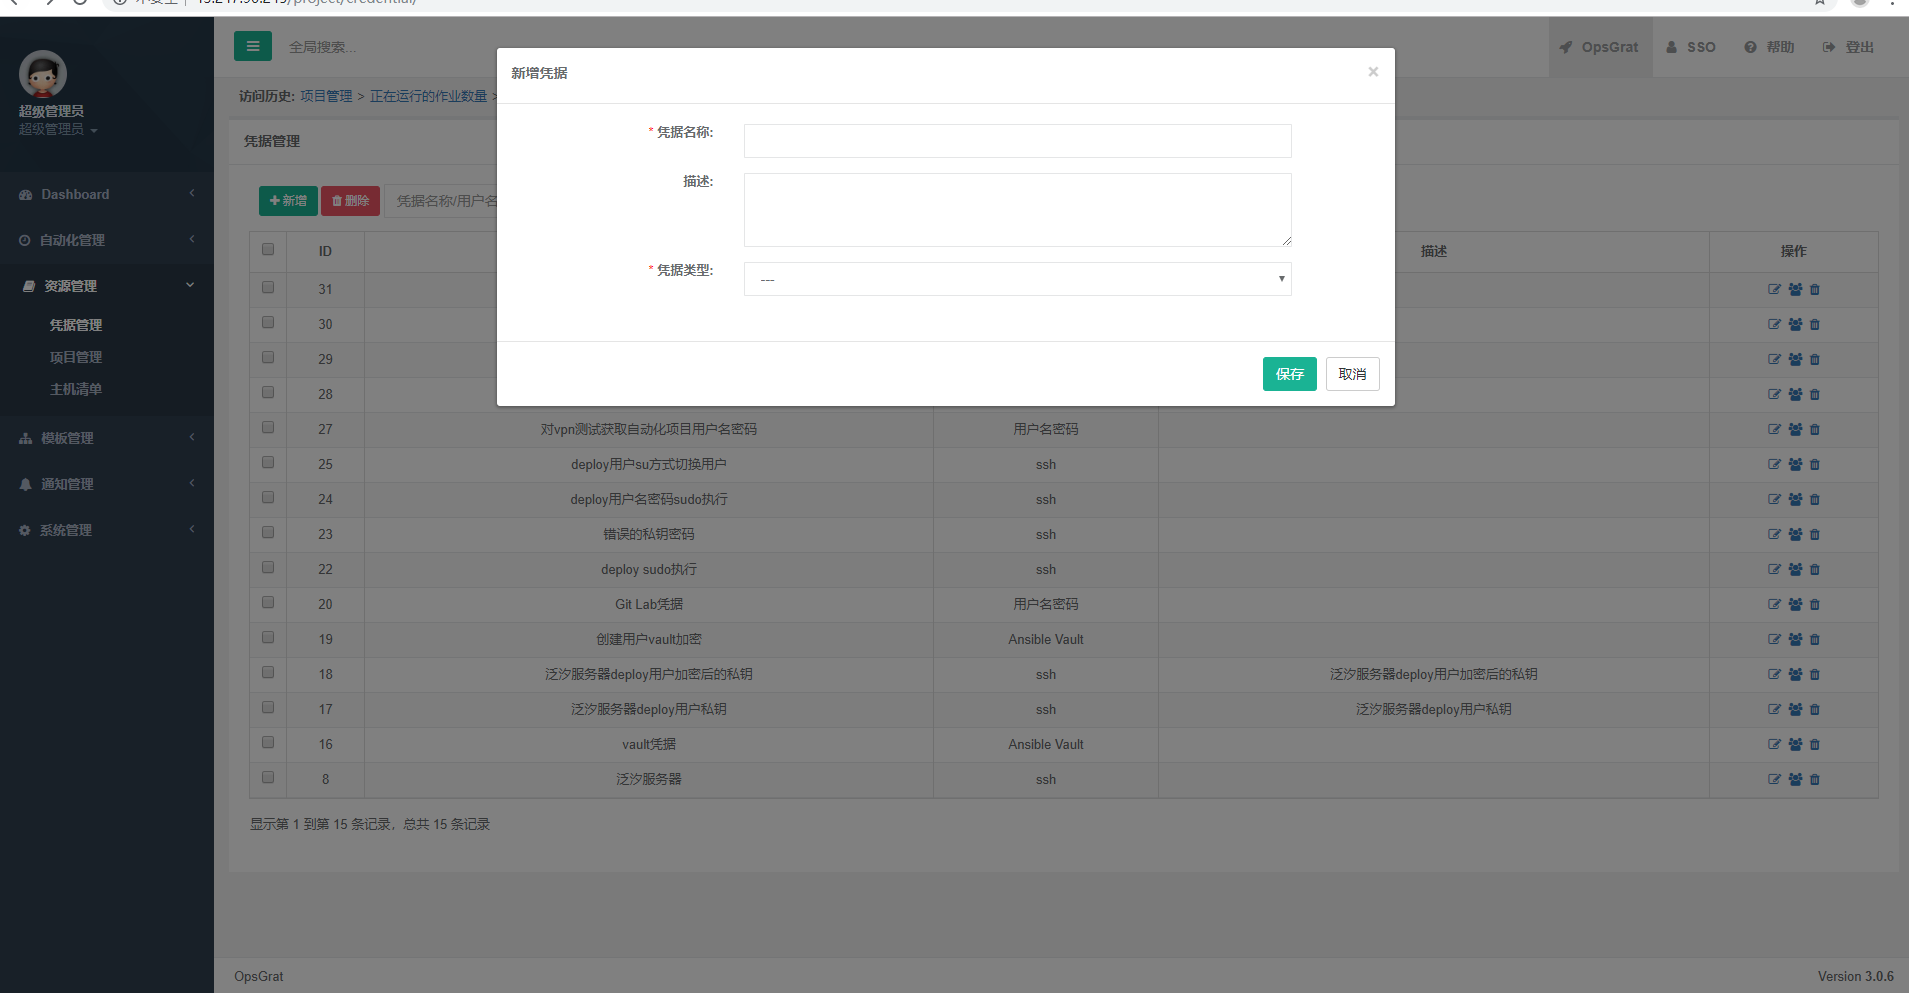 全局搜索...
OpsGrat
SSO
帮助
登出
超级管理员
超级管理员
Dashboard
自动化管理
资源管理
凭据管理
项目管理
主机清单
模板管理
通知管理
系统管理
访问历史: 项目管理 > 正在运行的作业数量 >
凭据管理
新增 删除 凭据名称/用户名
新增凭据 ×
* 凭据名称:
描述:
* 凭据类型: ---
保存 取消
ID 描述 操作
31
30
29
28
27 对vpn测试获取自动化项目用户名密码 用户名密码
25 deploy用户su方式切换用户 ssh
24 deploy用户名密码sudo执行 ssh
23 错误的私钥密码 ssh
22 deploy sudo执行 ssh
20 Git Lab凭据 用户名密码
19 创建用户vault加密 Ansible Vault
18 泛汐服务器deploy用户加密后的私钥 ssh 泛汐服务器deploy用户加密后的私钥
17 泛汐服务器deploy用户私钥 ssh 泛汐服务器deploy用户私钥
16 vault凭据 Ansible Vault
8 泛汐服务器 ssh
显示第 1 到第 15 条记录，总共 15 条记录
OpsGrat
Version 3.0.6